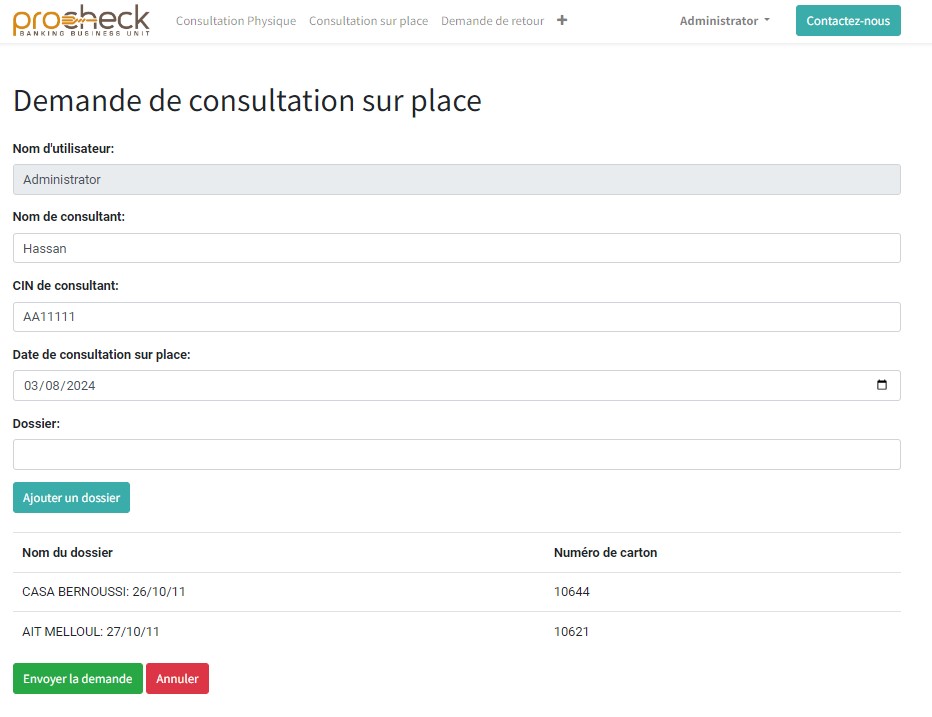 procheck
BANKING BUSINESS UNIT
Consultation Physique Consultation sur place Demande de retour + Administrator Contactez-nous
Demande de consultation sur place
Nom d'utilisateur:
Administrator
Nom de consultant:
Hassan
CIN de consultant:
AA11111
Date de consultation sur place:
03/08/2024
Dossier:
Ajouter un dossier
Nom du dossier Numéro de carton
CASA BERNOUSSI: 26/10/11 10644
AIT MELLOUL: 27/10/11 10621
Envoyer la demande Annuler